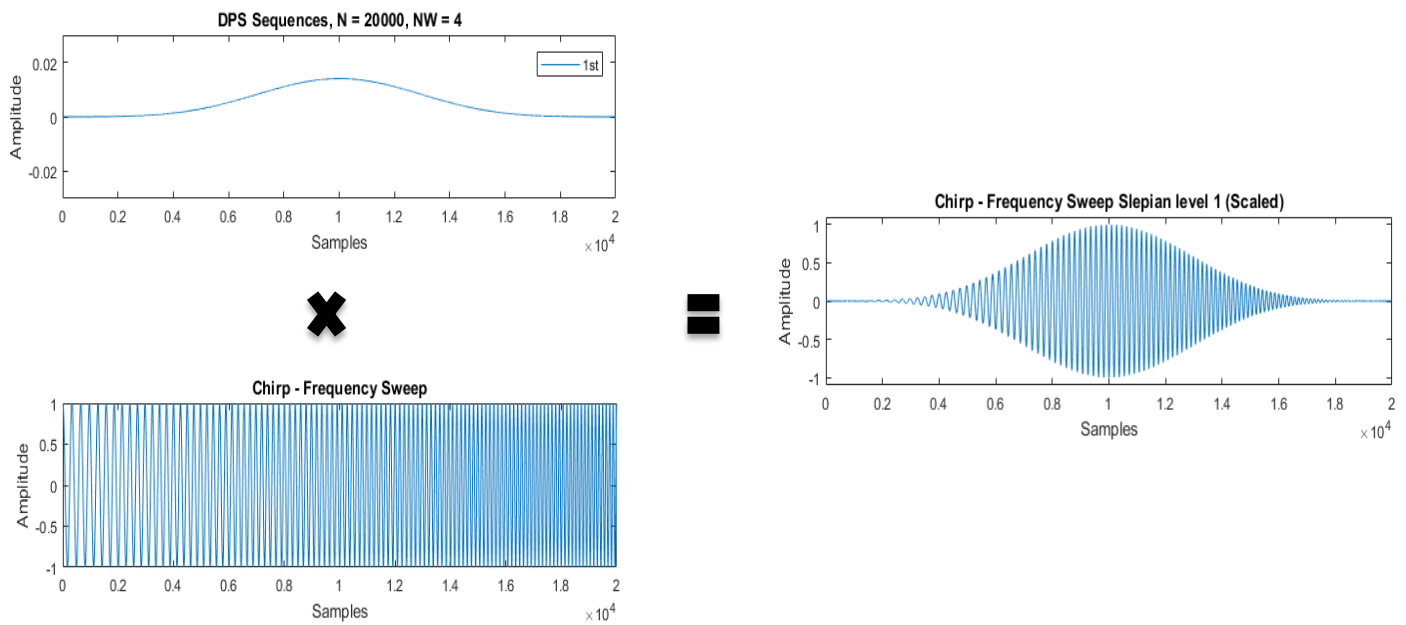 DPS Sequences, N = 20000, NW = 4
Amplitude
0.02
0
-0.02
1st
0 0.2 0.4 0.6 0.8 1 1.2 1.4 1.6 1.8 2
Samples
×10^4
Chirp - Frequency Sweep
Amplitude
1
0.5
0
-0.5
-1
0 0.2 0.4 0.6 0.8 1 1.2 1.4 1.6 1.8 2
Samples
×10^4
Chirp - Frequency Sweep Slepian level 1 (Scaled)
Amplitude
1
0.5
0
-0.5
-1
0 0.2 0.4 0.6 0.8 1 1.2 1.4 1.6 1.8 2
Samples
×10^4